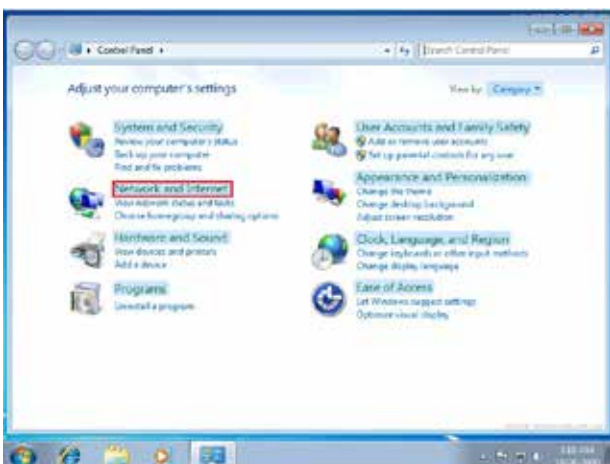 Control Panel
Search Control Panel
Adjust your computer's settings
View by: Category
System and Security
Review your computer's status
Back up your computer
Find and fix problems
Network and Internet
View network status and tasks
Choose homegroup and sharing options
Hardware and Sound
View devices and printers
Add a device
Programs
Uninstall a program
User Accounts and Family Safety
Add or remove user accounts
Set up parental controls for any user
Appearance and Personalization
Change the theme
Change desktop background
Adjust screen resolution
Clock, Language, and Region
Change keyboards or other input methods
Change display language
Ease of Access
Let Windows suggest settings
Optimize visual display